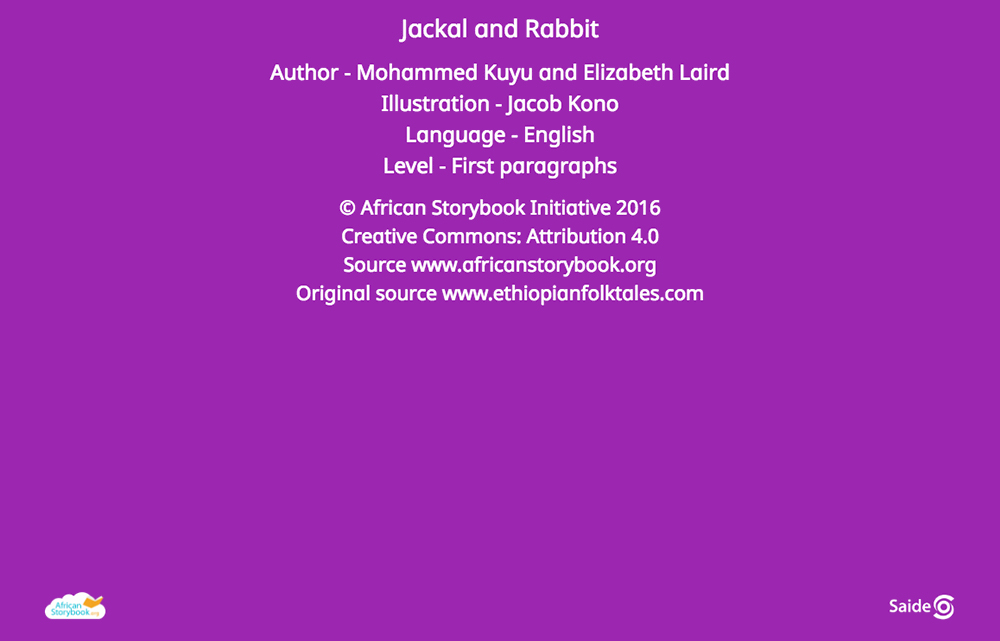 Jackal and Rabbit
Author - Mohammed Kuyu and Elizabeth Laird
Illustration - Jacob Kono
Language - English
Level - First paragraphs
© African Storybook Initiative 2016
Creative Commons: Attribution 4.0
Source www.africanstorybook.org
Original source www.ethiopianfolktales.com
African
Storybook.org
Saide